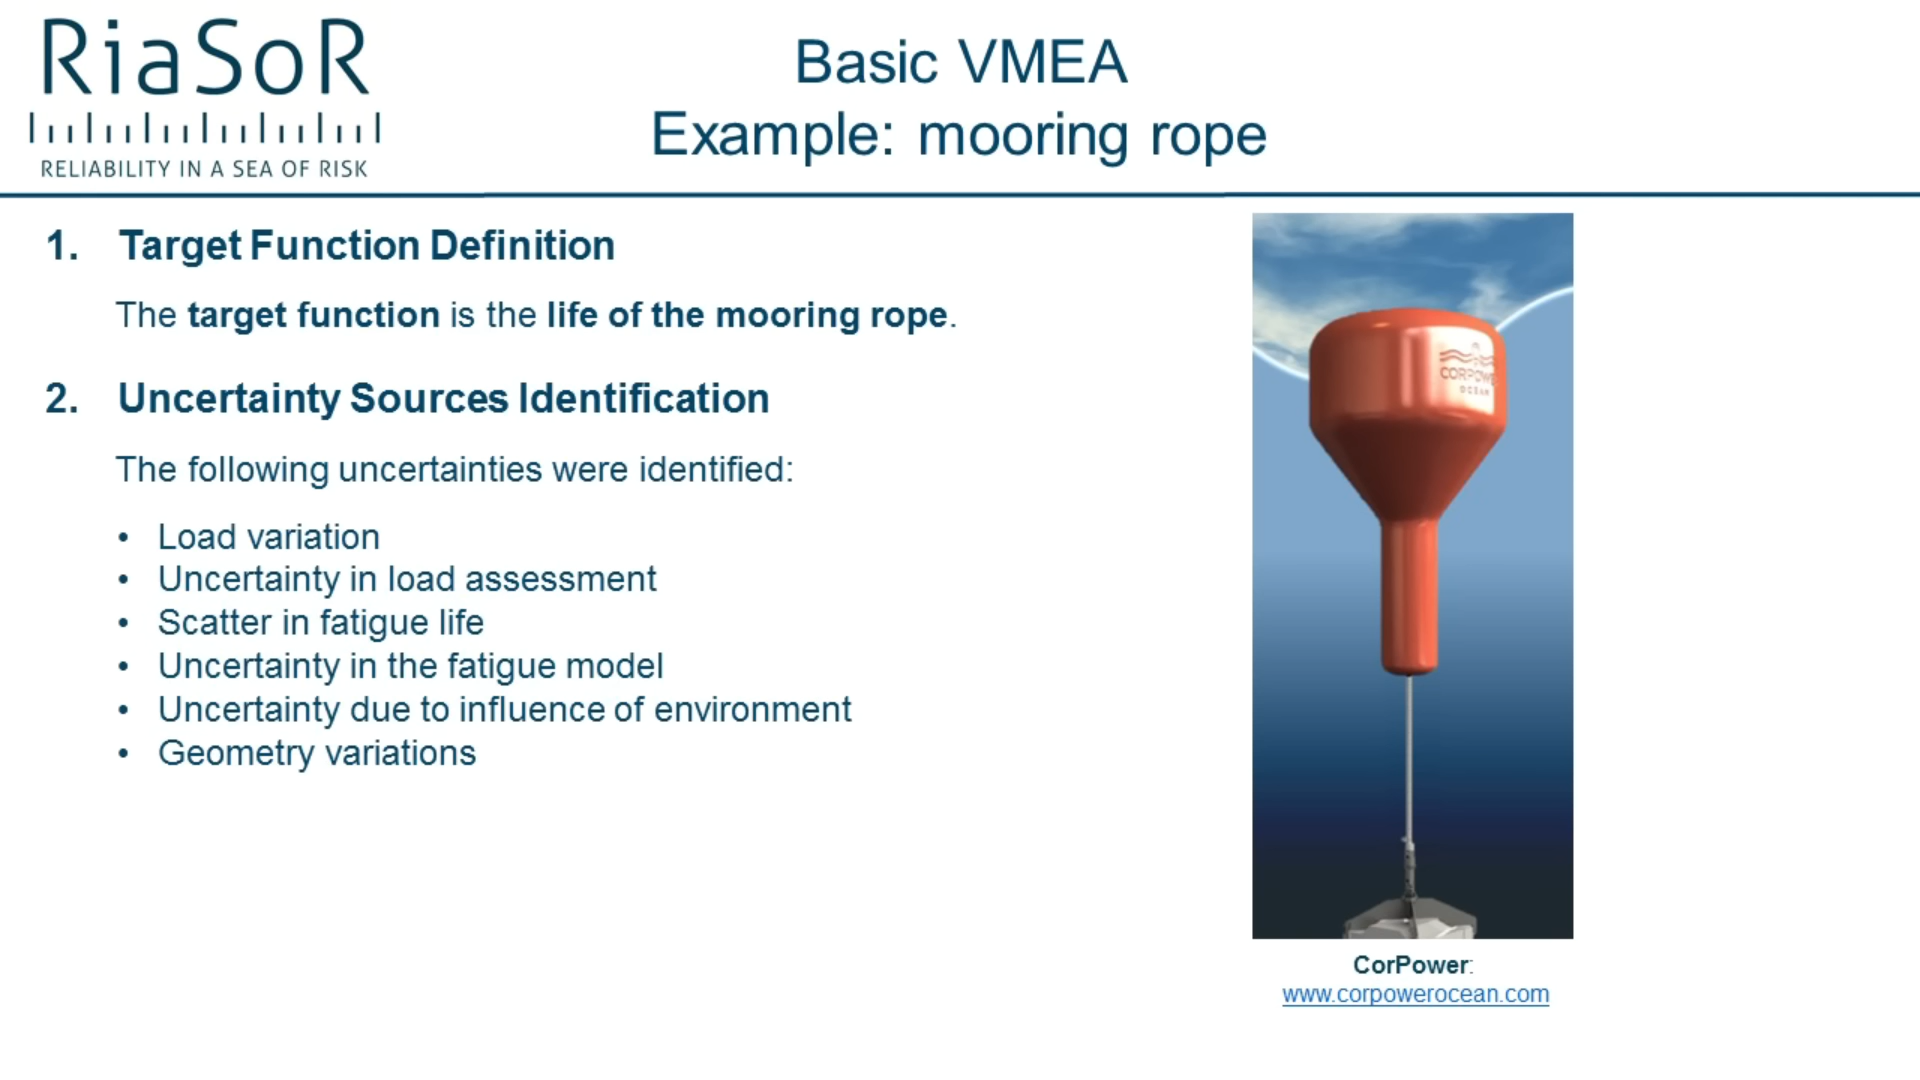 RiaSoR
RELIABILITY IN A SEA OF RISK
Basic VMEA
Example: mooring rope
1. Target Function Definition
The target function is the life of the mooring rope.
2. Uncertainty Sources Identification
The following uncertainties were identified:
• Load variation
• Uncertainty in load assessment
• Scatter in fatigue life
• Uncertainty in the fatigue model
• Uncertainty due to influence of environment
• Geometry variations
OCEAN
CorPower:
www.corpowerocean.com